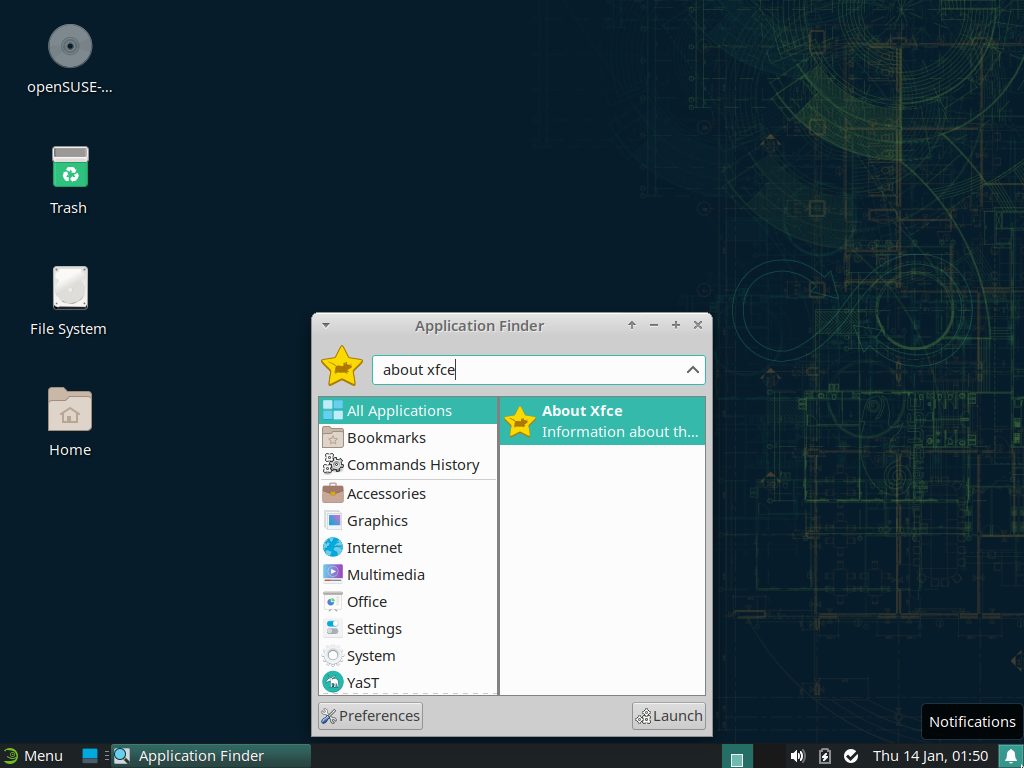 openSUSE-...
Trash
File System
Home
Application Finder
about xfce
All Applications
Bookmarks
Commands History
Accessories
Graphics
Internet
Multimedia
Office
Settings
System
YaST
About Xfce
Information about th...
Preferences
Launch
Notifications
Menu
Application Finder
Thu 14 Jan, 01:50